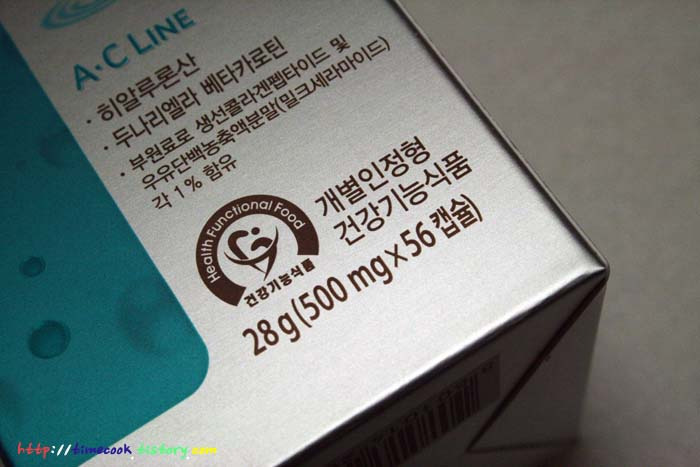 A·C LINE
· 히알루론산
· 두나리엘라 베타카로틴
· 부원료로 생선콜라겐펩타이드 및
우유단백농축액분말(밀크세라마이드)
각 1% 함유
Health Functional Food
건강기능식품
개별인정형
건강기능식품
28g(500 mg x 56 캡슐)
http://timecook.tistory.com